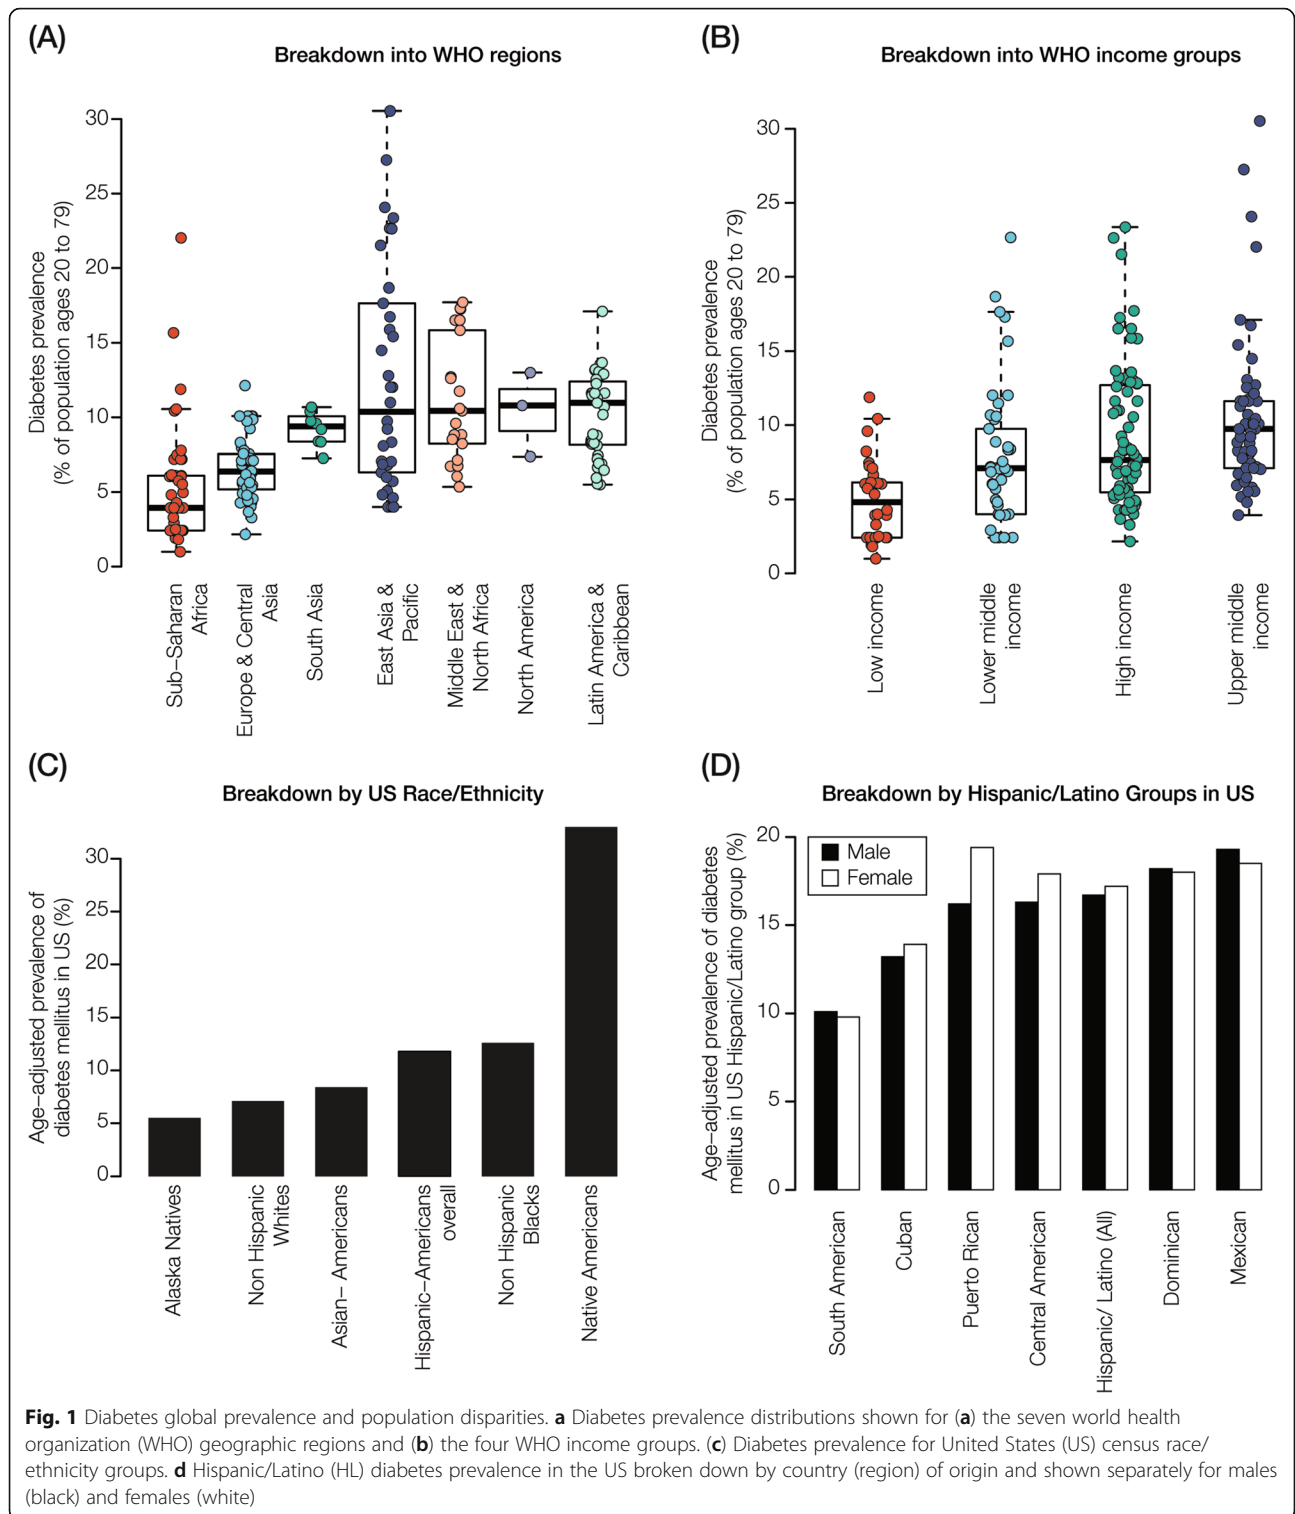 (A)
Breakdown into WHO regions
Diabetes prevalence
(% of population ages 20 to 79)
30
25
20
15
10
5
0
Sub–Saharan
Africa
Europe & Central
Asia
South Asia
East Asia &
Pacific
Middle East &
North Africa
North America
Latin America &
Caribbean
(B)
Breakdown into WHO income groups
Diabetes prevalence
(% of population ages 20 to 79)
30
25
20
15
10
5
0
Low income
Lower middle
income
High income
Upper middle
income
(C)
Breakdown by US Race/Ethnicity
Age–adjusted prevalence of
diabetes mellitus in US (%)
30
25
20
15
10
5
0
Alaska Natives
Non Hispanic
Whites
Asian– Americans
Hispanic–Americans
overall
Non Hispanic
Blacks
Native Americans
(D)
Breakdown by Hispanic/Latino Groups in US
Age–adjusted prevalence of diabetes
mellitus in US Hispanic/Latino group (%)
20
15
10
5
0
Male
Female
South American
Cuban
Puerto Rican
Central American
Hispanic/ Latino (All)
Dominican
Mexican
Fig. 1 Diabetes global prevalence and population disparities. a Diabetes prevalence distributions shown for (a) the seven world health
organization (WHO) geographic regions and (b) the four WHO income groups. (c) Diabetes prevalence for United States (US) census race/
ethnicity groups. d Hispanic/Latino (HL) diabetes prevalence in the US broken down by country (region) of origin and shown separately for males
(black) and females (white)